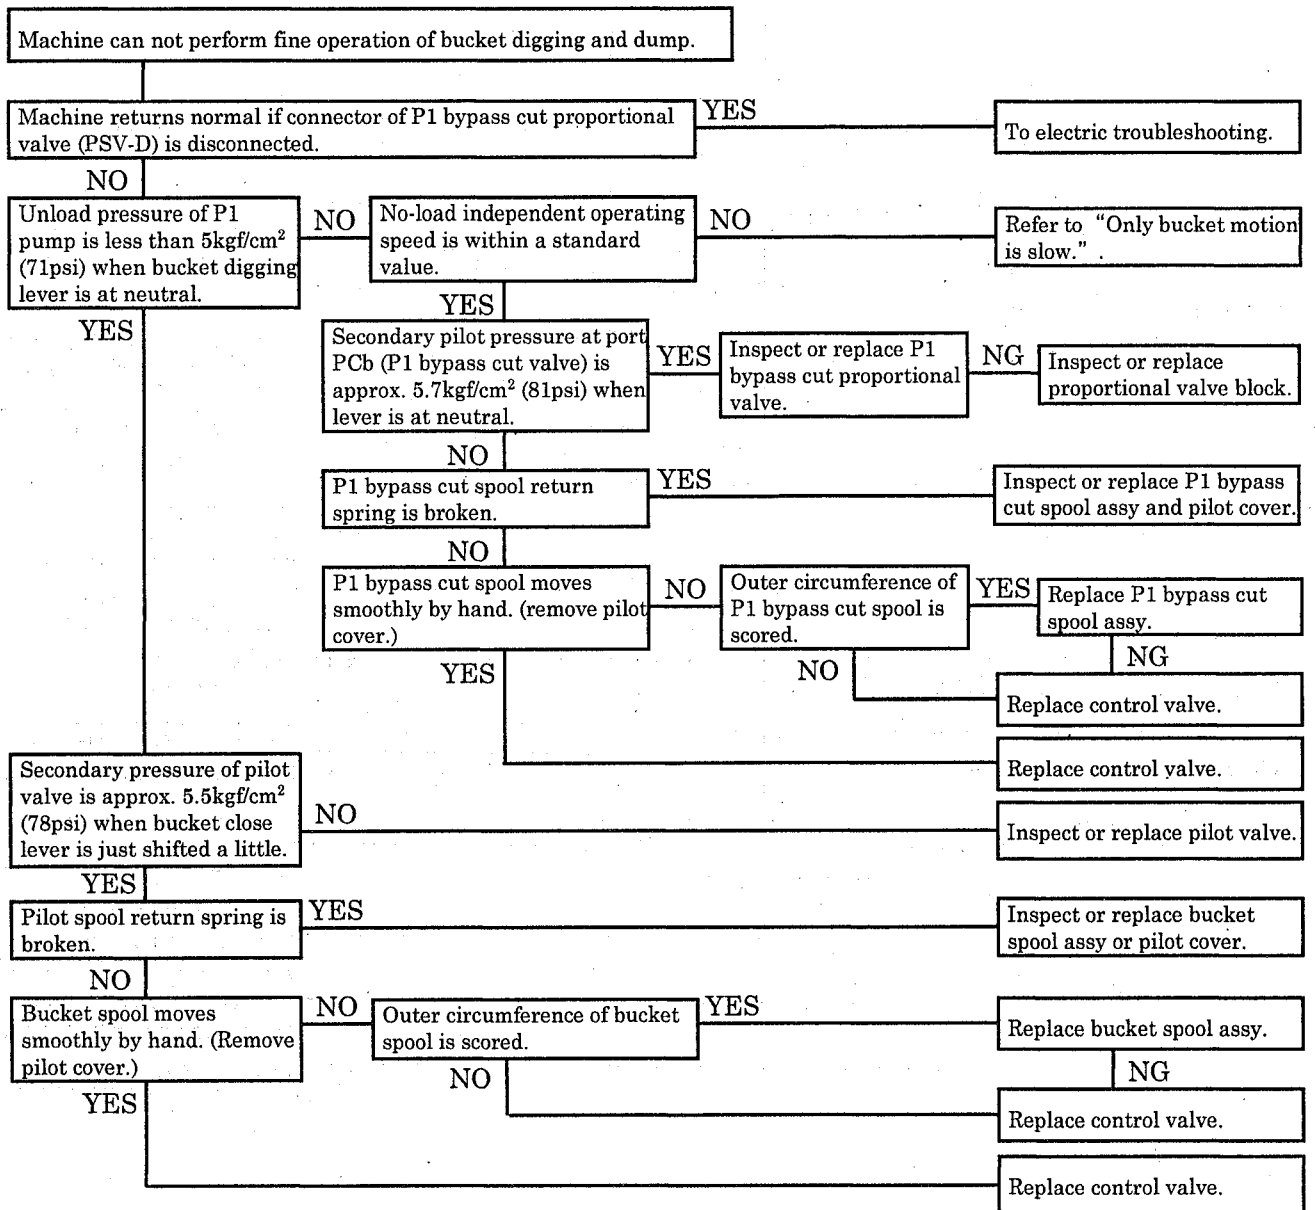 Machine can not perform fine operation of bucket digging and dump.
Machine returns normal if connector of P1 bypass cut proportional
valve (PSV-D) is disconnected.
YES
To electric troubleshooting.
NO
Unload pressure of P1
pump is less than 5kgf/cm²
(71psi) when bucket digging
lever is at neutral.
NO
No-load independent operating
speed is within a standard
value.
NO
Refer to "Only bucket motion
is slow." .
YES
YES
Secondary pilot pressure at port
PCb (P1 bypass cut valve) is
approx. 5.7kgf/cm² (81psi) when
lever is at neutral.
YES
Inspect or replace P1
bypass cut proportional
valve.
NG
Inspect or replace
proportional valve block.
NO
P1 bypass cut spool return
spring is broken.
YES
Inspect or replace P1 bypass
cut spool assy and pilot cover.
NO
P1 bypass cut spool moves
smoothly by hand. (remove pilot
cover.)
NO
Outer circumference of
P1 bypass cut spool is
scored.
YES
Replace P1 bypass cut
spool assy.
NG
NO
Replace control valve.
YES
Replace control valve.
Secondary pressure of pilot
valve is approx. 5.5kgf/cm²
(78psi) when bucket close
lever is just shifted a little.
NO
Inspect or replace pilot valve.
YES
Pilot spool return spring is
broken.
YES
Inspect or replace bucket
spool assy or pilot cover.
NO
Bucket spool moves
smoothly by hand. (Remove
pilot cover.)
NO
Outer circumference of bucket
spool is scored.
YES
Replace bucket spool assy.
NG
NO
Replace control valve.
YES
Replace control valve.